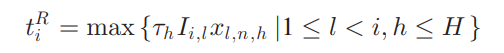 t_i^R = max {τ_h I_{i,l} x_{l,n,h} | 1 ≤ l < i, h ≤ H}